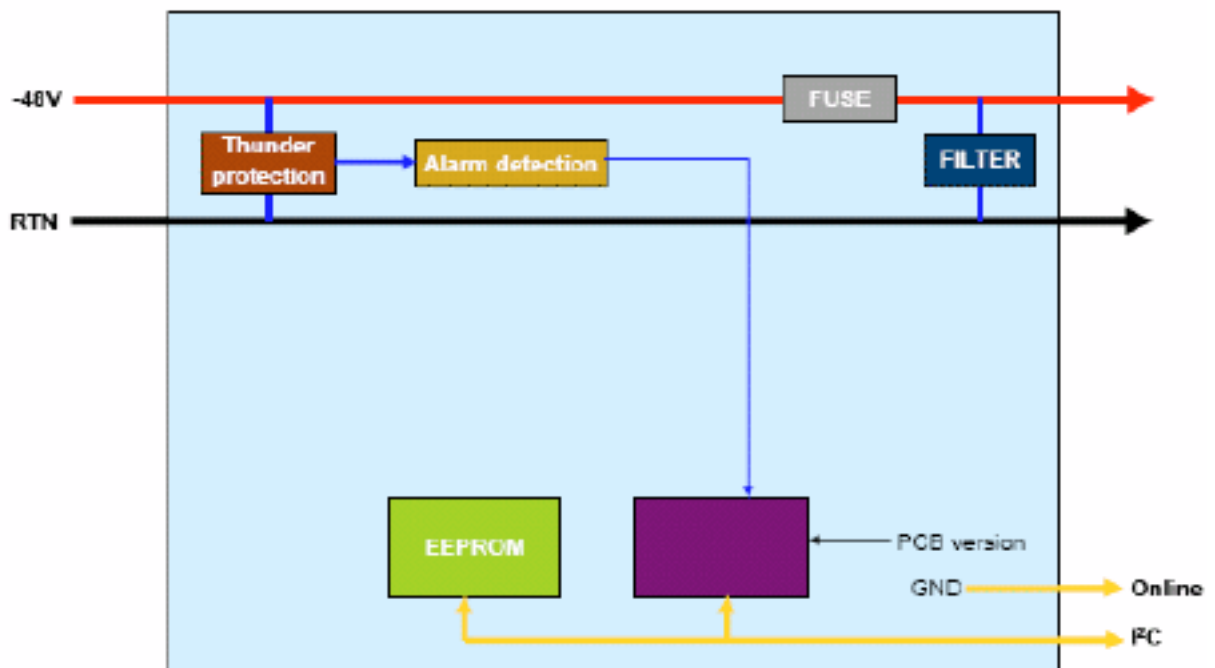 -48V
FUSE
Thunder
protection
Alarm detection
FILTER
RTN
EEPROM
PCB version
GND
Online
I²C